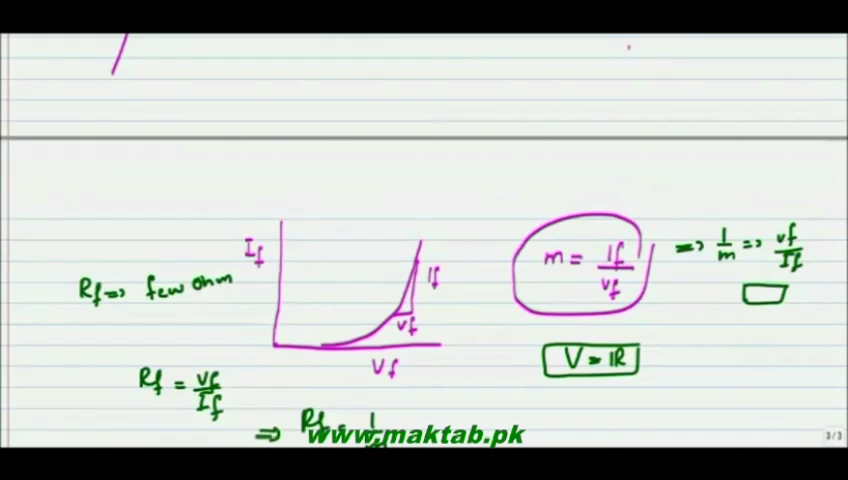 I_f
m = If/vf
=> 1/m => vf/If
Rf => few ohm
If
vf
Vf
V = IR
Rf = Vf/If
=> Rf = 1/m
www.maktab.pk
3/3